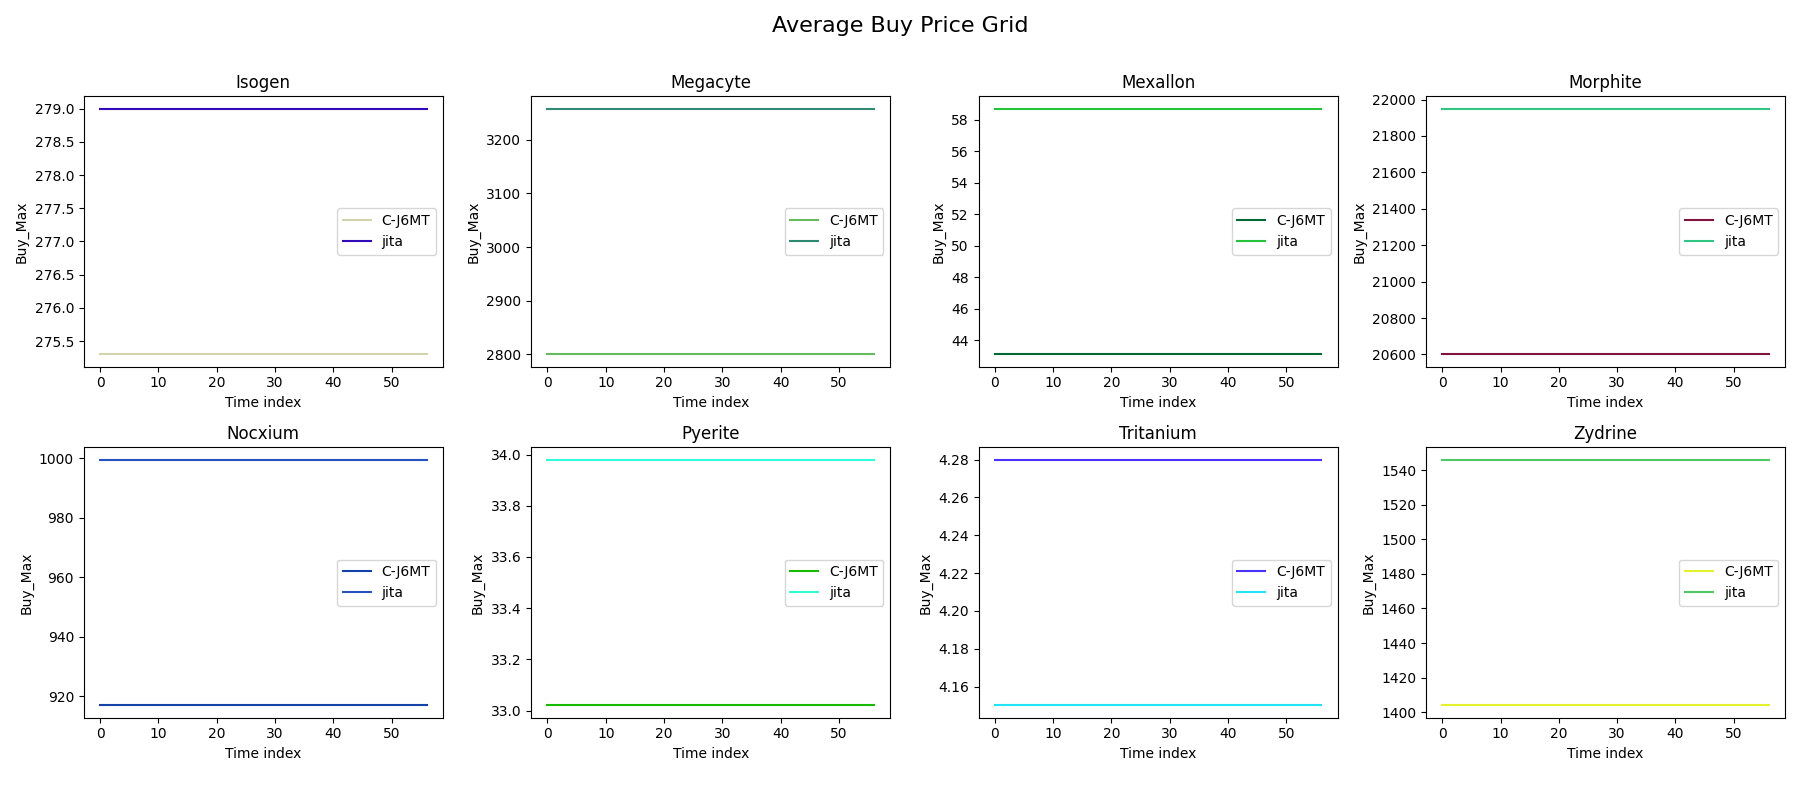 Average Buy Price Grid
Isogen
Buy_Max
279.0
278.5
278.0
277.5
277.0
276.5
276.0
275.5
C-J6MT
jita
0 10 20 30 40 50
Time index
Megacyte
Buy_Max
3200
3100
3000
2900
2800
C-J6MT
jita
0 10 20 30 40 50
Time index
Mexallon
Buy_Max
58
56
54
52
50
48
46
44
C-J6MT
jita
0 10 20 30 40 50
Time index
Morphite
Buy_Max
22000
21800
21600
21400
21200
21000
20800
20600
C-J6MT
jita
0 10 20 30 40 50
Time index
Nocxium
Buy_Max
1000
980
960
940
920
C-J6MT
jita
0 10 20 30 40 50
Time index
Pyerite
Buy_Max
34.0
33.8
33.6
33.4
33.2
33.0
C-J6MT
jita
0 10 20 30 40 50
Time index
Tritanium
Buy_Max
4.28
4.26
4.24
4.22
4.20
4.18
4.16
C-J6MT
jita
0 10 20 30 40 50
Time index
Zydrine
Buy_Max
1540
1520
1500
1480
1460
1440
1420
1400
C-J6MT
jita
0 10 20 30 40 50
Time index